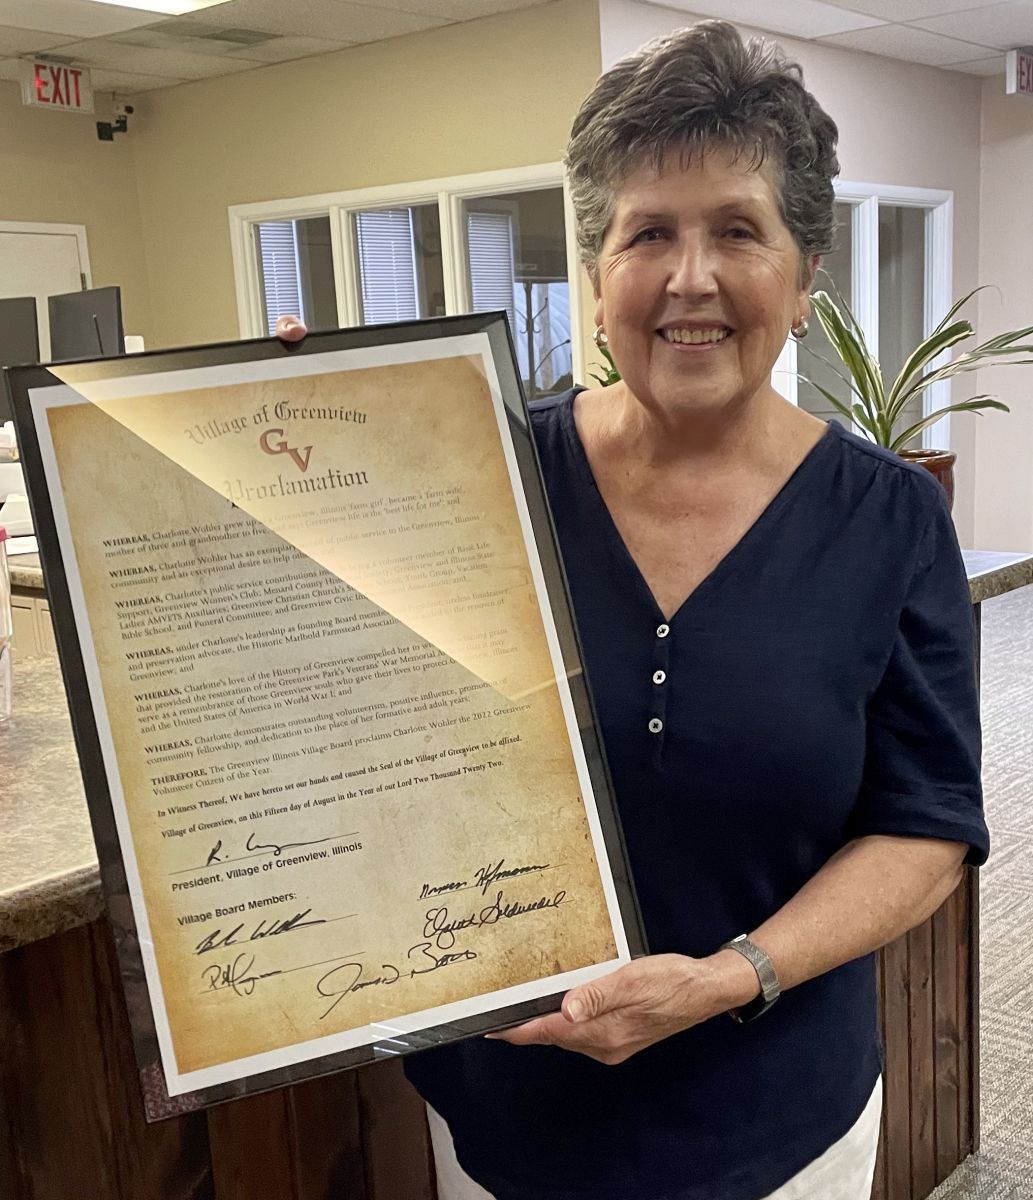 EXIT
EX
Village of Greenview
GV
Proclamation
WHEREAS, Charlotte Wohler grew up a Greenview, Illinois 'farm girl', became a 'farm wife',
mother of three and grandmother to five and says Greenview life is the 'best life for me'; and
WHEREAS, Charlotte Wohler has an exemplary record of public service to the Greenview, Illinois
community and an exceptional desire to help others; and
WHEREAS, Charlotte's public service contributions being a volunteer member of Basic Life
Support; Greenview Women's Club; Menard County Society; Greenview and Illinois State
Ladies AMVETS Auxiliaries; Greenview Christian Church's School, Youth Group, Vacation
Bible School, and Funeral Committee; and Greenview Civic Association; and
WHEREAS, under Charlotte's leadership as founding Board member, President, tireless fundraiser,
and preservation advocate, the Historic Marbold Farmstead Association to the renown of
Greenview; and
WHEREAS, Charlotte's love of the History of Greenview compelled her to grant
that provided the restoration of the Greenview Park's Veterans' War Memorial that it may
serve as a remembrance of those Greenview souls who gave their lives to protect Illinois
and the United States of America in World War I; and
WHEREAS, Charlotte demonstrates outstanding volunteerism, positive influence, promotion of
community fellowship, and dedication to the place of her formative and adult years;
THEREFORE, The Greenview Illinois Village Board proclaims Charlotte Wohler the 2022 Greenview
Volunteer Citizen of the Year.
In Witness Thereof, We have hereto set our hands and caused the Seal of the Village of Greenview to be affixed.
Village of Greenview, on this Fifteen day of August in the Year of our Lord Two Thousand Twenty Two.
President, Village of Greenview, Illinois
Village Board Members: